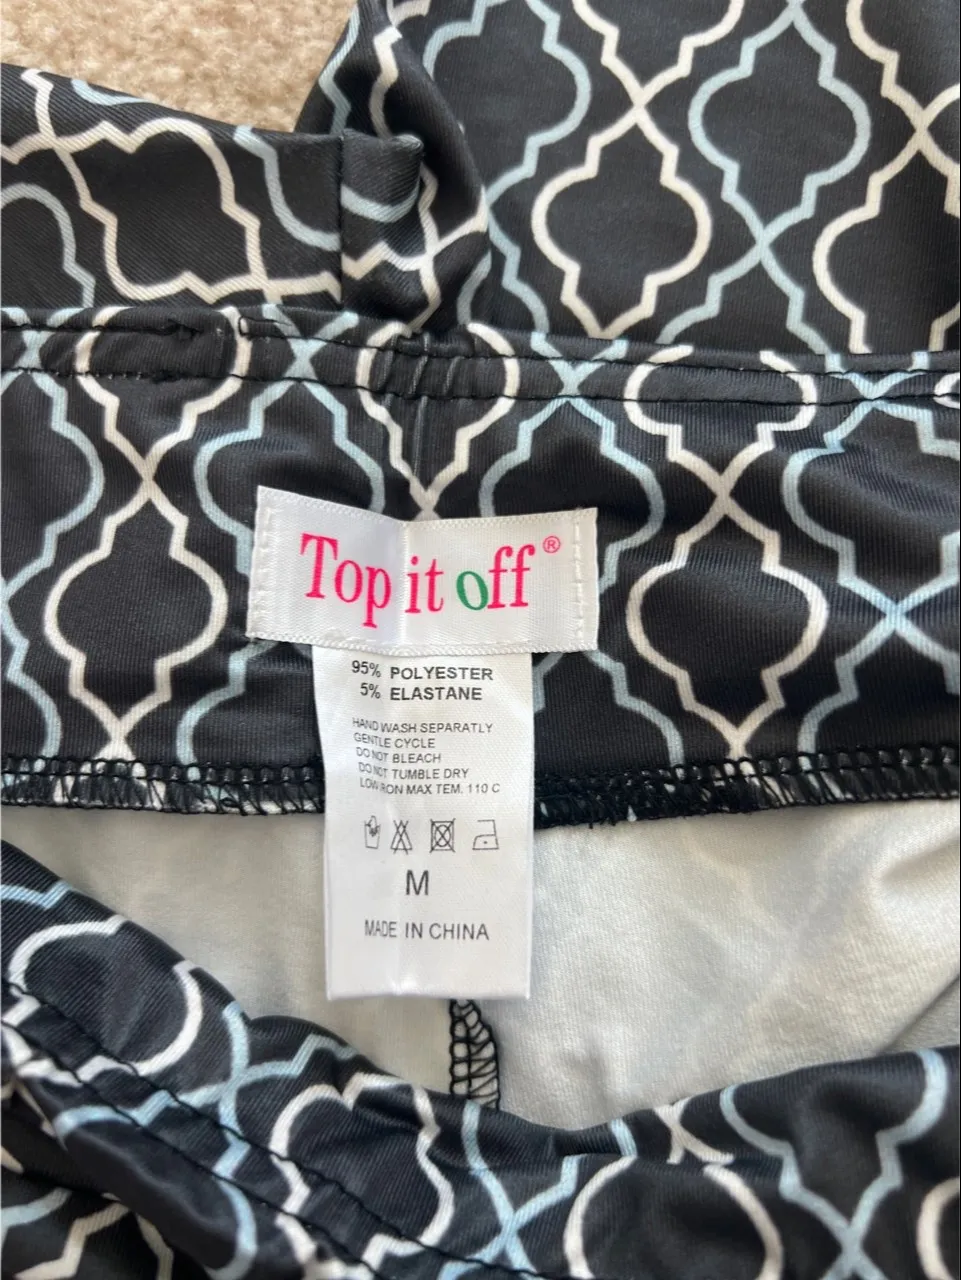 Top it off®
95% POLYESTER
5% ELASTANE
HAND WASH SEPARATLY
GENTLE CYCLE
DO NOT BLEACH
DO NOT TUMBLE DRY
LOW IRON MAX TEM. 110 C
M
MADE IN CHINA